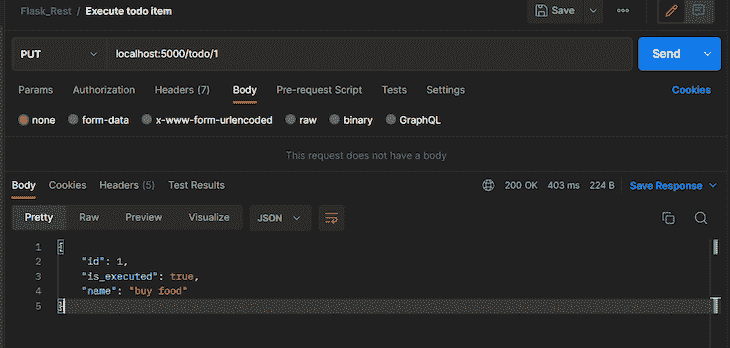 Flask_Rest / Execute todo item
Save
PUT localhost:5000/todo/1 Send
Params Authorization Headers (7) Body Pre-request Script Tests Settings Cookies
none form-data x-www-form-urlencoded raw binary GraphQL
This request does not have a body
Body Cookies Headers (5) Test Results 200 OK 403 ms 224 B Save Response
Pretty Raw Preview Visualize JSON
1 {
2 "id": 1,
3 "is_executed": true,
4 "name": "buy food"
5 }